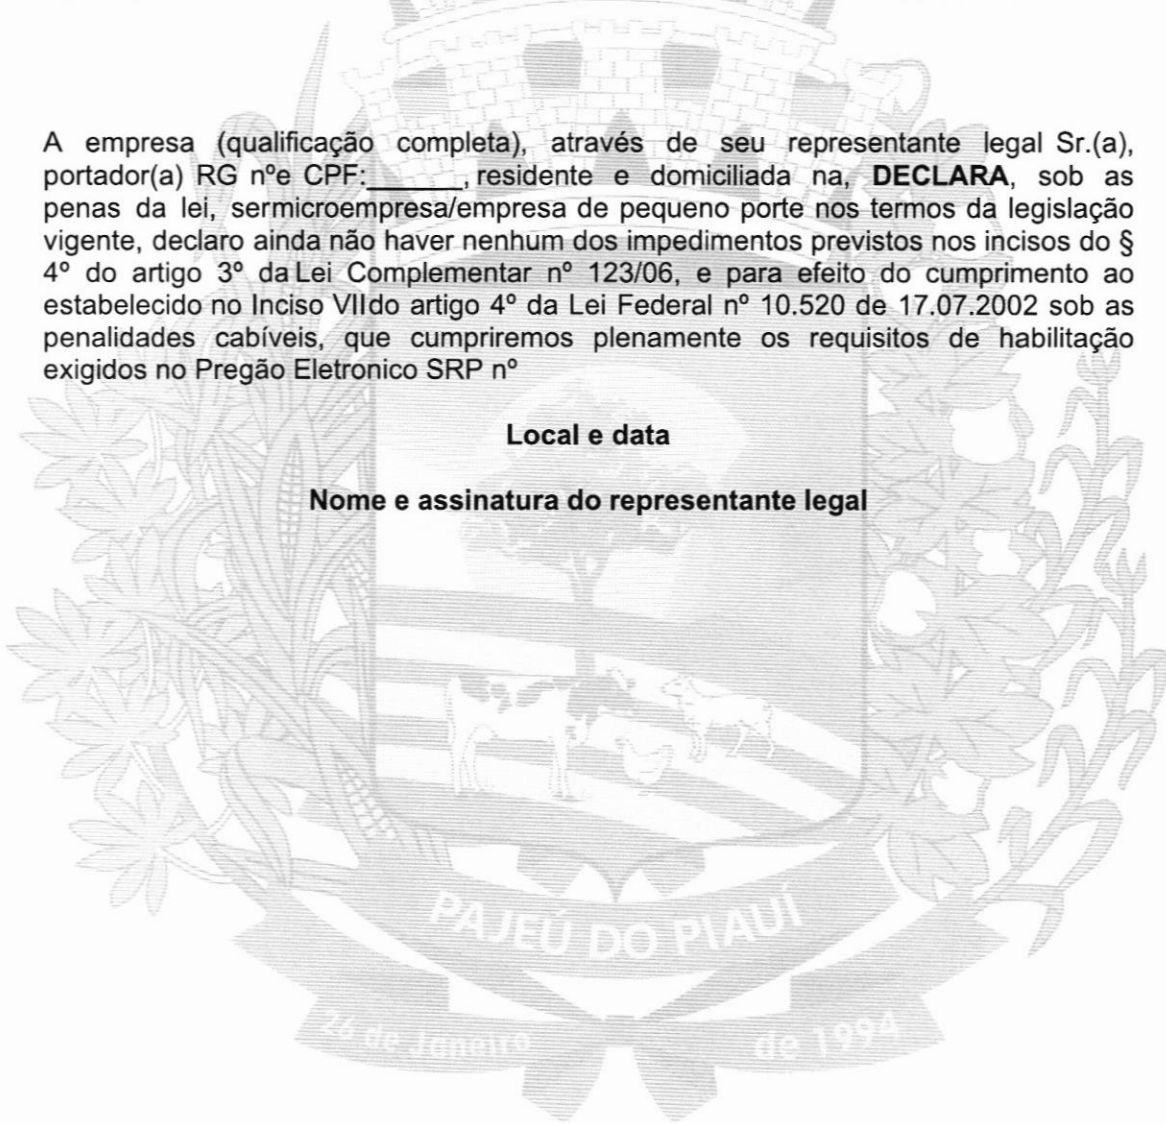 A empresa (qualificação completa), através de seu representante legal Sr.(a),
portador(a) RG nºe CPF:______, residente e domiciliada na, DECLARA, sob as
penas da lei, sermicroempresa/empresa de pequeno porte nos termos da legislação
vigente, declaro ainda não haver nenhum dos impedimentos previstos nos incisos do §
4º do artigo 3º da Lei Complementar nº 123/06, e para efeito do cumprimento ao
estabelecido no Inciso VIIdo artigo 4º da Lei Federal nº 10.520 de 17.07.2002 sob as
penalidades cabíveis, que cumpriremos plenamente os requisitos de habilitação
exigidos no Pregão Eletronico SRP nº
Local e data
Nome e assinatura do representante legal
PAJEÚ DO PIAUÍ
26 de Janeiro de 1994